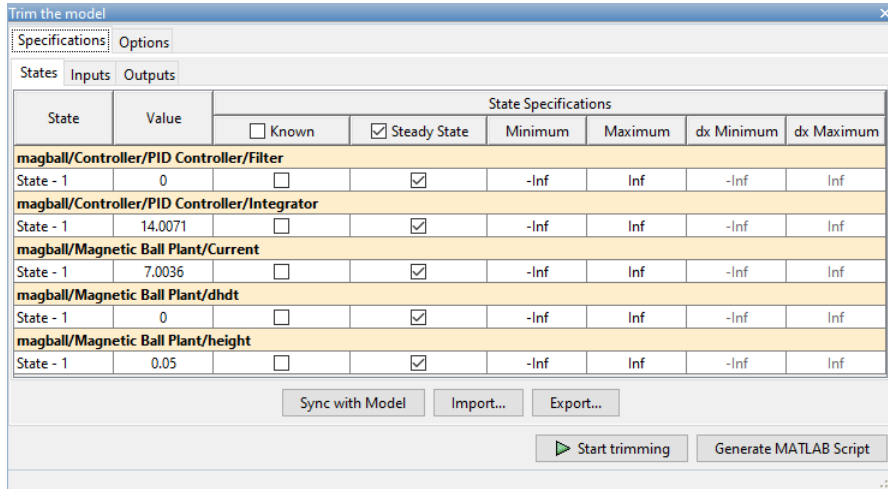 Trim the model
Specifications Options
States Inputs Outputs
State Value State Specifications
Known Steady State Minimum Maximum dx Minimum dx Maximum
magball/Controller/PID Controller/Filter
State - 1 0 -Inf Inf -Inf Inf
magball/Controller/PID Controller/Integrator
State - 1 14.0071 -Inf Inf -Inf Inf
magball/Magnetic Ball Plant/Current
State - 1 7.0036 -Inf Inf -Inf Inf
magball/Magnetic Ball Plant/dhdt
State - 1 0 -Inf Inf -Inf Inf
magball/Magnetic Ball Plant/height
State - 1 0.05 -Inf Inf -Inf Inf
Sync with Model Import... Export...
Start trimming Generate MATLAB Script